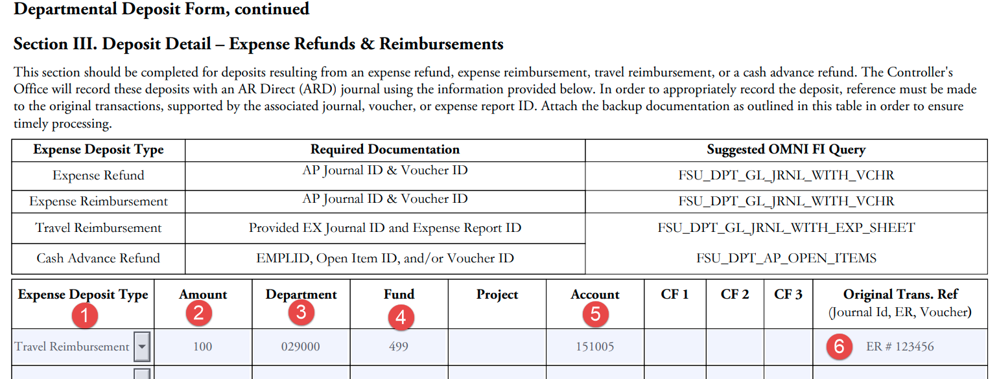 Departmental Deposit Form, continued
Section III. Deposit Detail – Expense Refunds & Reimbursements
This section should be completed for deposits resulting from an expense refund, expense reimbursement, travel reimbursement, or a cash advance refund. The Controller's
Office will record these deposits with an AR Direct (ARD) journal using the information provided below. In order to appropriately record the deposit, reference must be made
to the original transactions, supported by the associated journal, voucher, or expense report ID. Attach the backup documentation as outlined in this table in order to ensure
timely processing.
Expense Deposit Type Required Documentation Suggested OMNI FI Query
Expense Refund AP Journal ID & Voucher ID FSU_DPT_GL_JRNL_WITH_VCHR
Expense Reimbursement AP Journal ID & Voucher ID FSU_DPT_GL_JRNL_WITH_VCHR
Travel Reimbursement Provided EX Journal ID and Expense Report ID FSU_DPT_GL_JRNL_WITH_EXP_SHEET
Cash Advance Refund EMPLID, Open Item ID, and/or Voucher ID FSU_DPT_AP_OPEN_ITEMS
Expense Deposit Type Amount Department Fund Project Account CF 1 CF 2 CF 3 Original Trans. Ref
1 2 3 4 5 (Journal Id, ER, Voucher)
Travel Reimbursement 100 029000 499 151005 6 ER # 123456